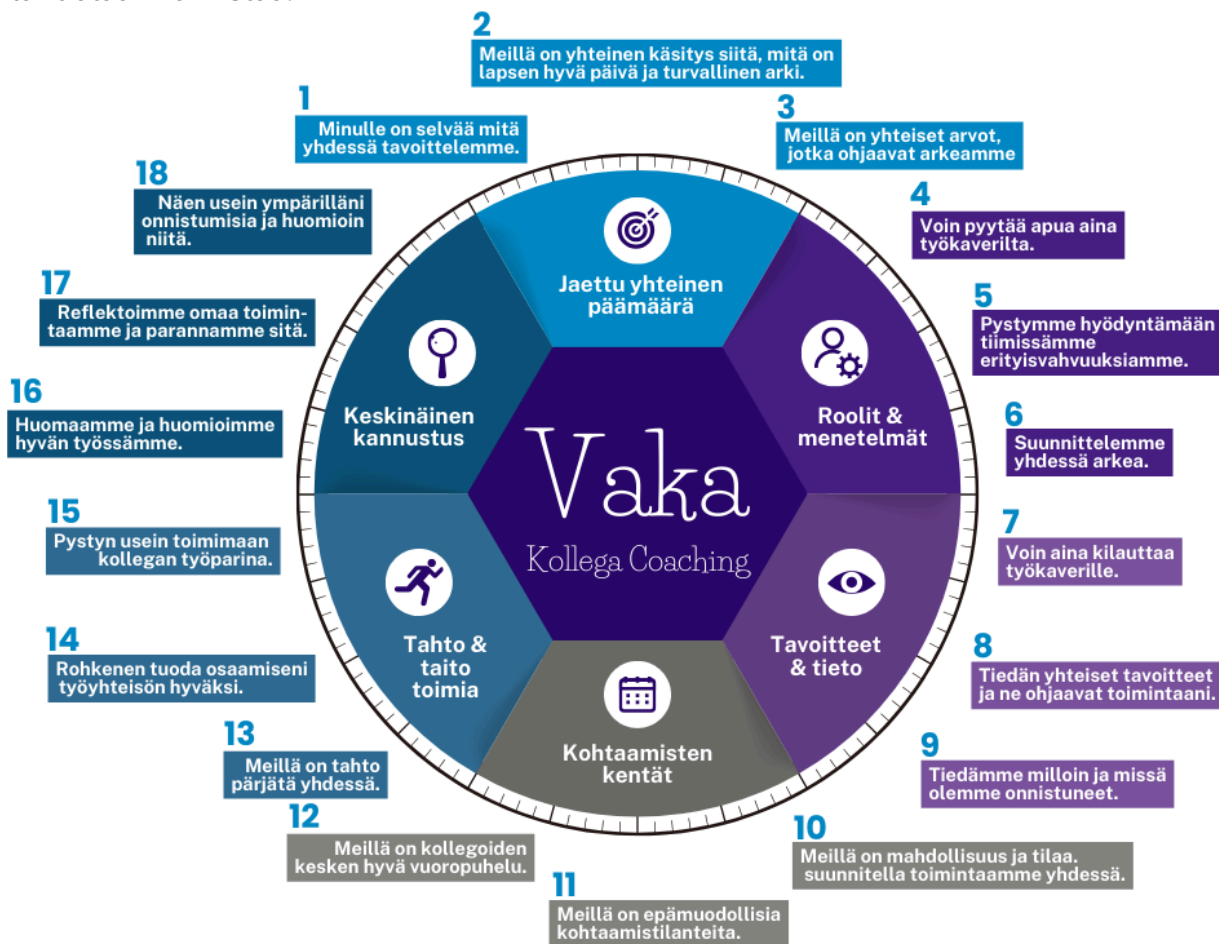 2
Meillä on yhteinen käsitys siitä, mitä on
lapsen hyvä päivä ja turvallinen arki.
1
Minulle on selvää mitä
yhdessä tavoittelemme.
3
Meillä on yhteiset arvot,
jotka ohjaavat arkeamme
18
Näen usein ympärilläni
onnistumisia ja huomioin
niitä.
4
Voin pyytää apua aina
työkaverilta.
17
Reflektoimme omaa toimin-
taamme ja parannamme sitä.
5
Pystymme hyödyntämään
tiimissämme
erityisvahvuuksiamme.
16
Huomaamme ja huomioimme
hyvän työssämme.
6
Suunnittelemme
yhdessä arkea.
15
Pystyn usein toimimaan
kollegan työparina.
7
Voin aina kilauttaa
työkaverille.
14
Rohkenen tuoda osaamiseni
työyhteisön hyväksi.
8
Tiedän yhteiset tavoitteet
ja ne ohjaavat toimintaani.
13
Meillä on tahto
pärjätä yhdessä.
9
Tiedämme milloin ja missä
olemme onnistuneet.
12
Meillä on kollegoiden
kesken hyvä vuoropuhelu.
10
Meillä on mahdollisuus ja tilaa.
suunnitella toimintaamme yhdessä.
11
Meillä on epämuodollisia
kohtaamistilanteita.
Jaettu yhteinen
päämäärä
Roolit &
menetelmät
Tavoitteet
& tieto
Kohtaamisten
kentät
Tahto &
taito
toimia
Keskinäinen
kannustus
Vaka
Kollega Coaching